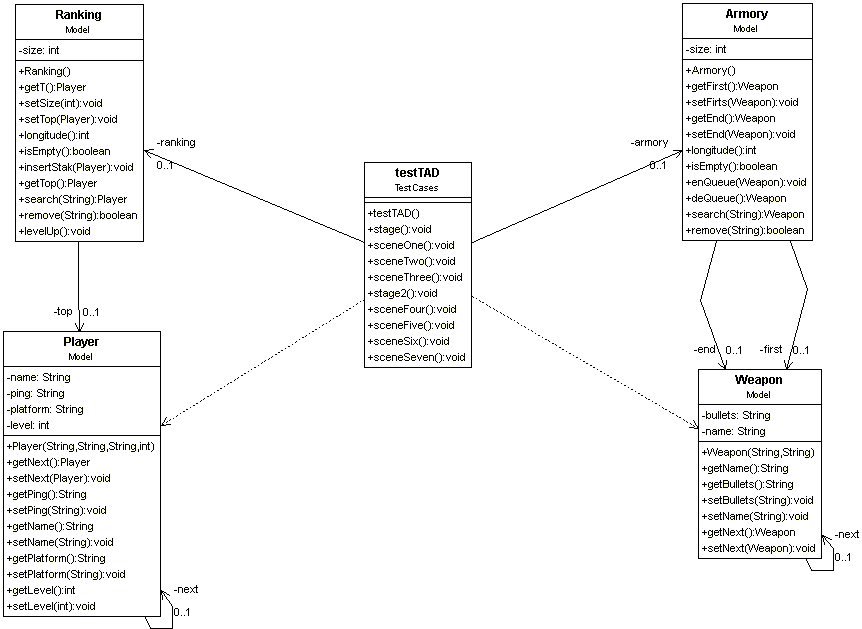 Ranking
Model
-size: int
+Ranking()
+getT():Player
+setSize(int):void
+setTop(Player):void
+longitude():int
+isEmpty():boolean
+insertStak(Player):void
+getTop():Player
+search(String):Player
+remove(String):boolean
+levelUp():void
-ranking
0..1
-top
0..1
Player
Model
-name: String
-ping: String
-platform: String
-level: int
+Player(String,String,String,int)
+getNext():Player
+setNext(Player):void
+getPing():String
+setPing(String):void
+getName():String
+setName(String):void
+getPlatform():String
+setPlatform(String):void
+getLevel():int
+setLevel(int):void
-next
0..1
testTAD
TestCases
+testTAD()
+stage():void
+sceneOne():void
+sceneTwo():void
+sceneThree():void
+stage2():void
+sceneFour():void
+sceneFive():void
+sceneSix():void
+sceneSeven():void
-armory
0..1
Armory
Model
-size: int
+Armory()
+getFirst():Weapon
+setFirts(Weapon):void
+getEnd():Weapon
+setEnd(Weapon):void
+longitude():int
+isEmpty():boolean
+enQueue(Weapon):void
+deQueue():Weapon
+search(String):Weapon
+remove(String):boolean
-end
0..1
-first
0..1
Weapon
Model
-bullets: String
-name: String
+Weapon(String,String)
+getName():String
+getBullets():String
+setBullets(String):void
+setName(String):void
+getNext():Weapon
+setNext(Weapon):void
-next
0..1